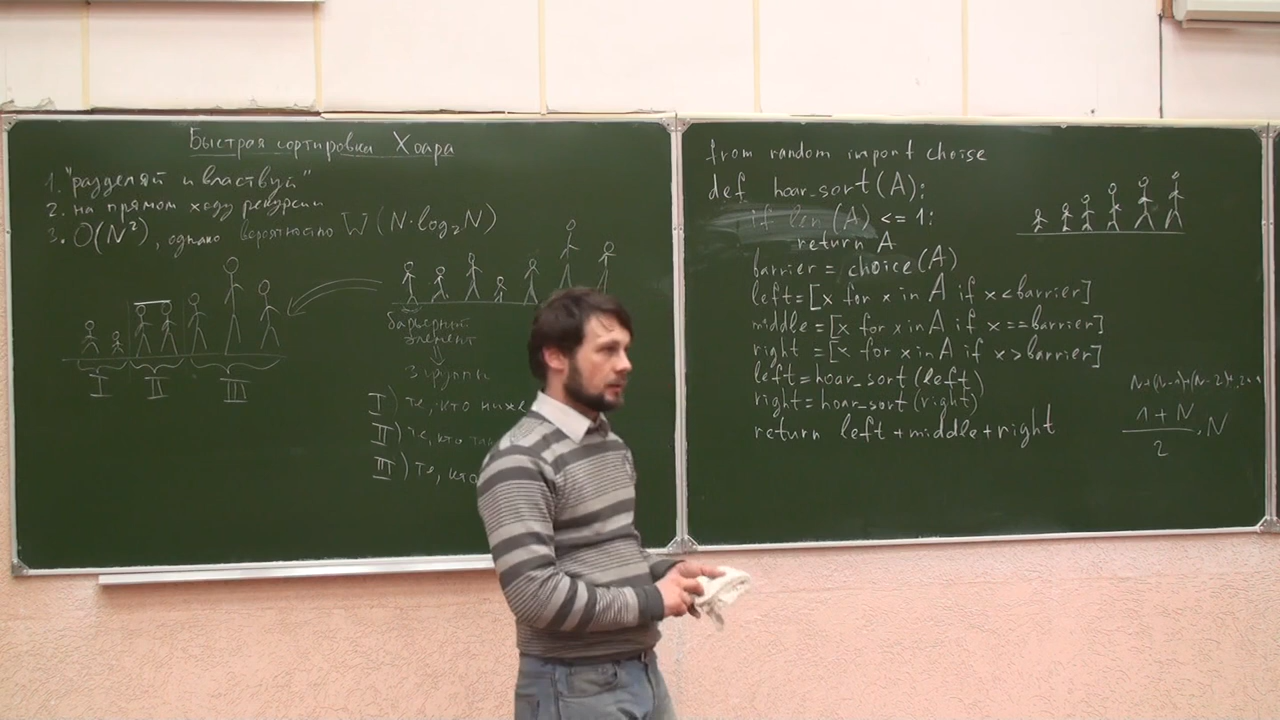 Быстрая сортировка Хоара
1. "разделяй и властвуй"
2. на прямом ходу рекурсии
3. O(N²), однако вероятностно W(N·log₂N)
барьерный
элемент
3 группы
I) те, кто ниже
II) те, кто
III) те, кто
I II III
from random import choise
def hoar_sort(A):
if len(A) <= 1:
return A
barrier = choice(A)
left=[x for x in A if x<barrier]
middle=[x for x in A if x==barrier]
right=[x for x in A if x>barrier]
left=hoar_sort(left)
right=hoar_sort(right)
return left+middle+right
N+(N-1)+(N-2)+
1+N
2
·N